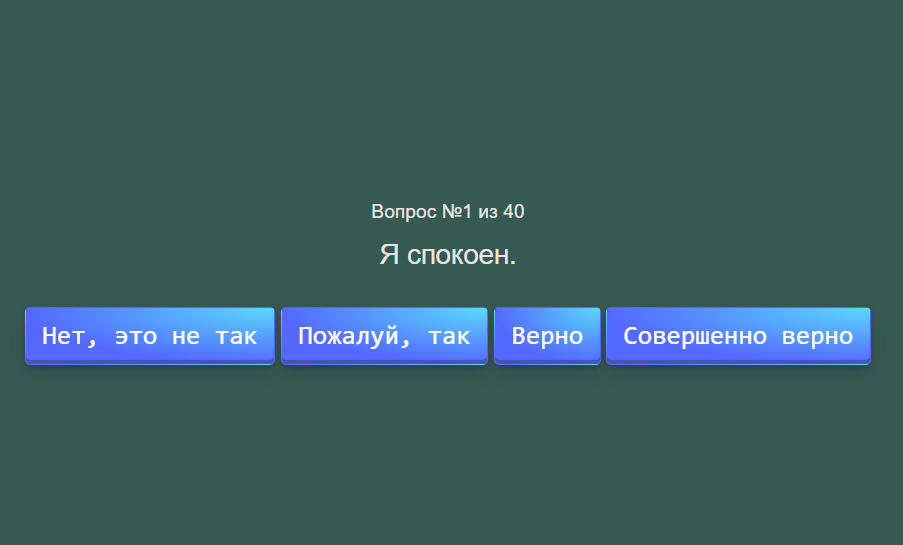 Вопрос №1 из 40
Я спокоен.
Нет, это не так Пожалуй, так Верно Совершенно верно